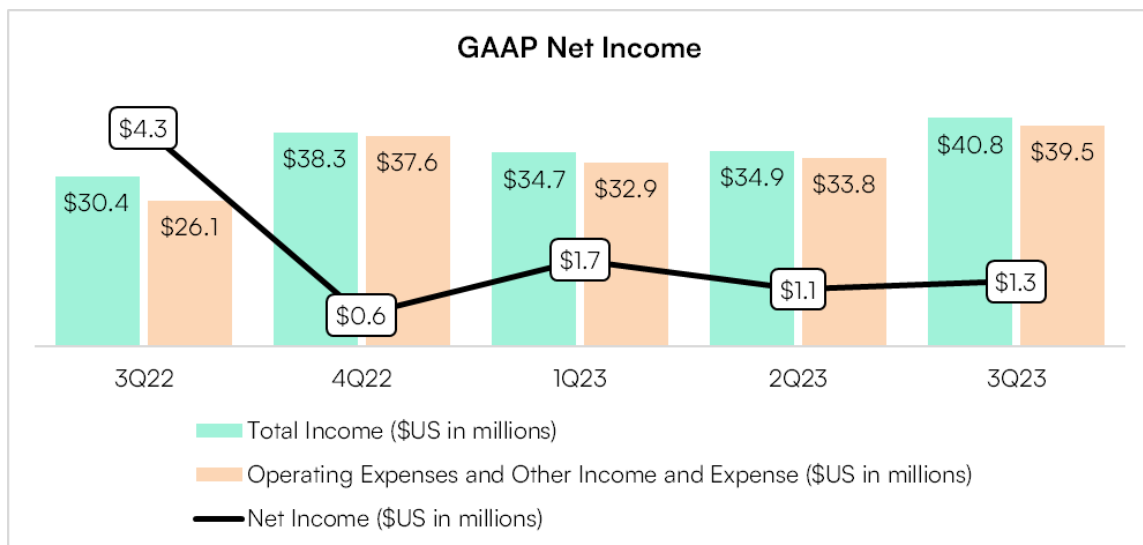 GAAP Net Income
$4.3
$38.3
$37.6
$40.8
$39.5
$30.4
$26.1
$34.7
$32.9
$34.9
$33.8
$0.6
$1.7
$1.1
$1.3
3Q22
4Q22
1Q23
2Q23
3Q23
Total Income ($US in millions)
Operating Expenses and Other Income and Expense ($US in millions)
Net Income ($US in millions)